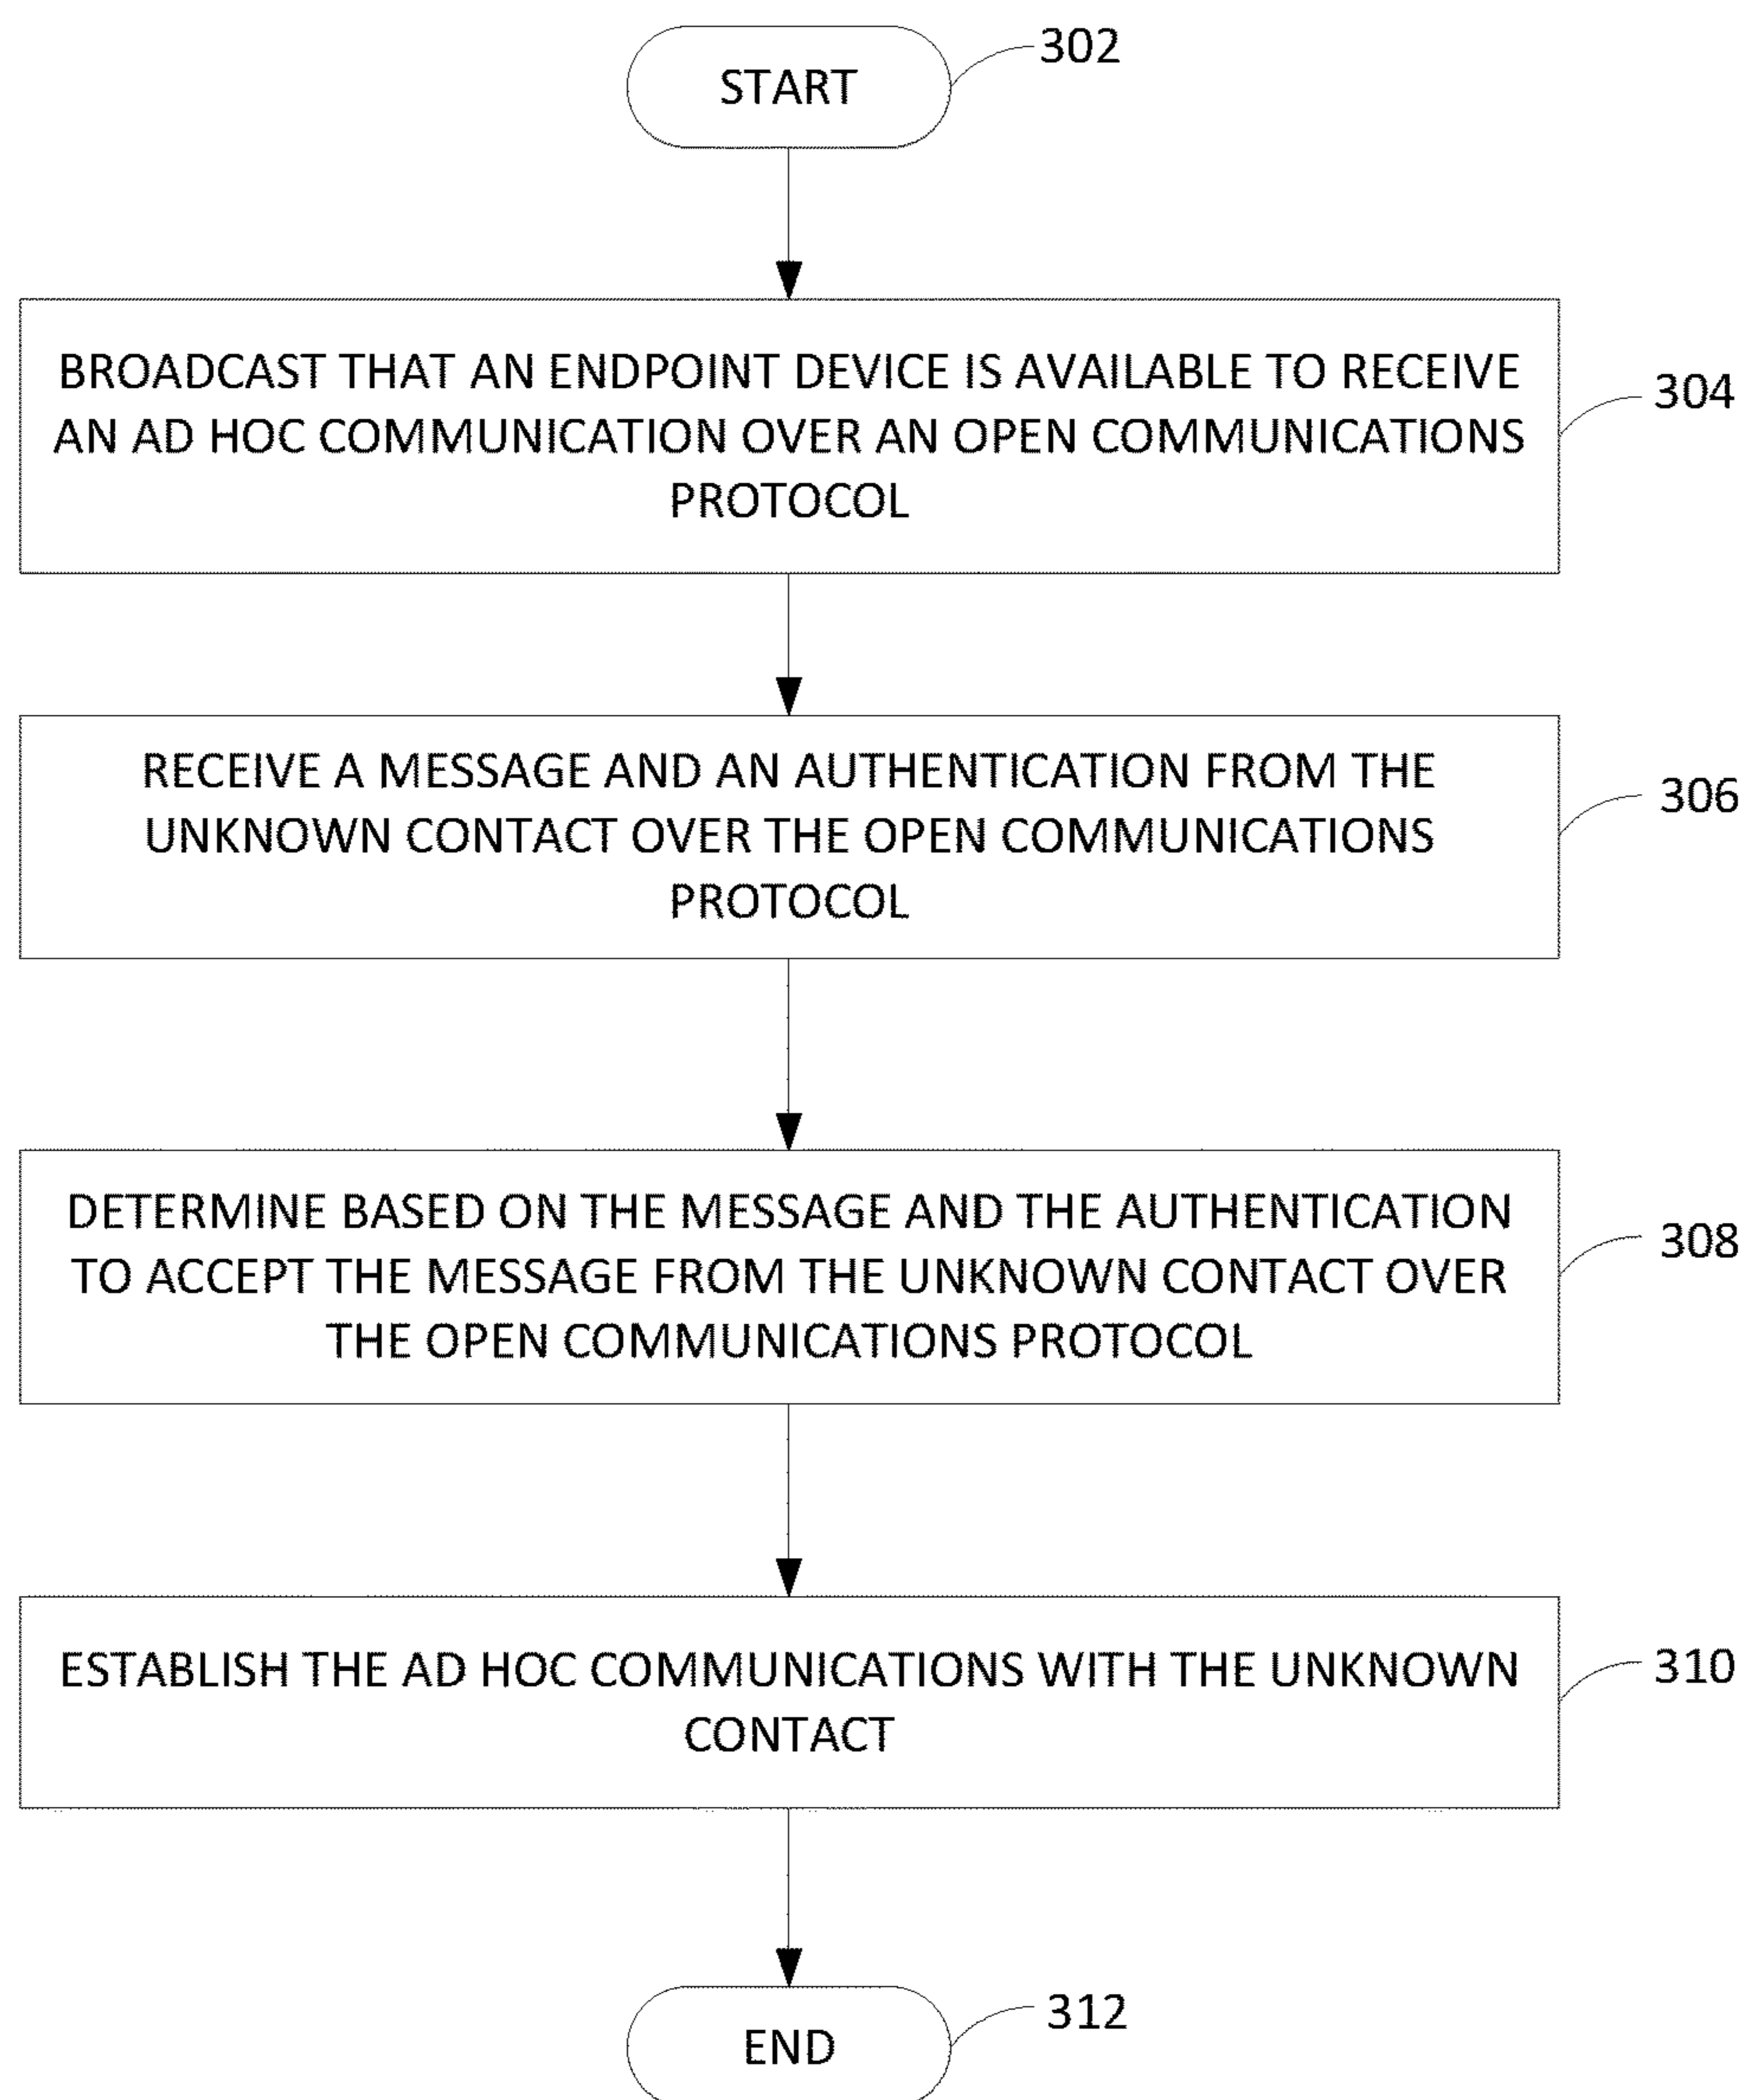 START
302
BROADCAST THAT AN ENDPOINT DEVICE IS AVAILABLE TO RECEIVE
AN AD HOC COMMUNICATION OVER AN OPEN COMMUNICATIONS
PROTOCOL
304
RECEIVE A MESSAGE AND AN AUTHENTICATION FROM THE
UNKNOWN CONTACT OVER THE OPEN COMMUNICATIONS
PROTOCOL
306
DETERMINE BASED ON THE MESSAGE AND THE AUTHENTICATION
TO ACCEPT THE MESSAGE FROM THE UNKNOWN CONTACT OVER
THE OPEN COMMUNICATIONS PROTOCOL
308
ESTABLISH THE AD HOC COMMUNICATIONS WITH THE UNKNOWN
CONTACT
310
END
312